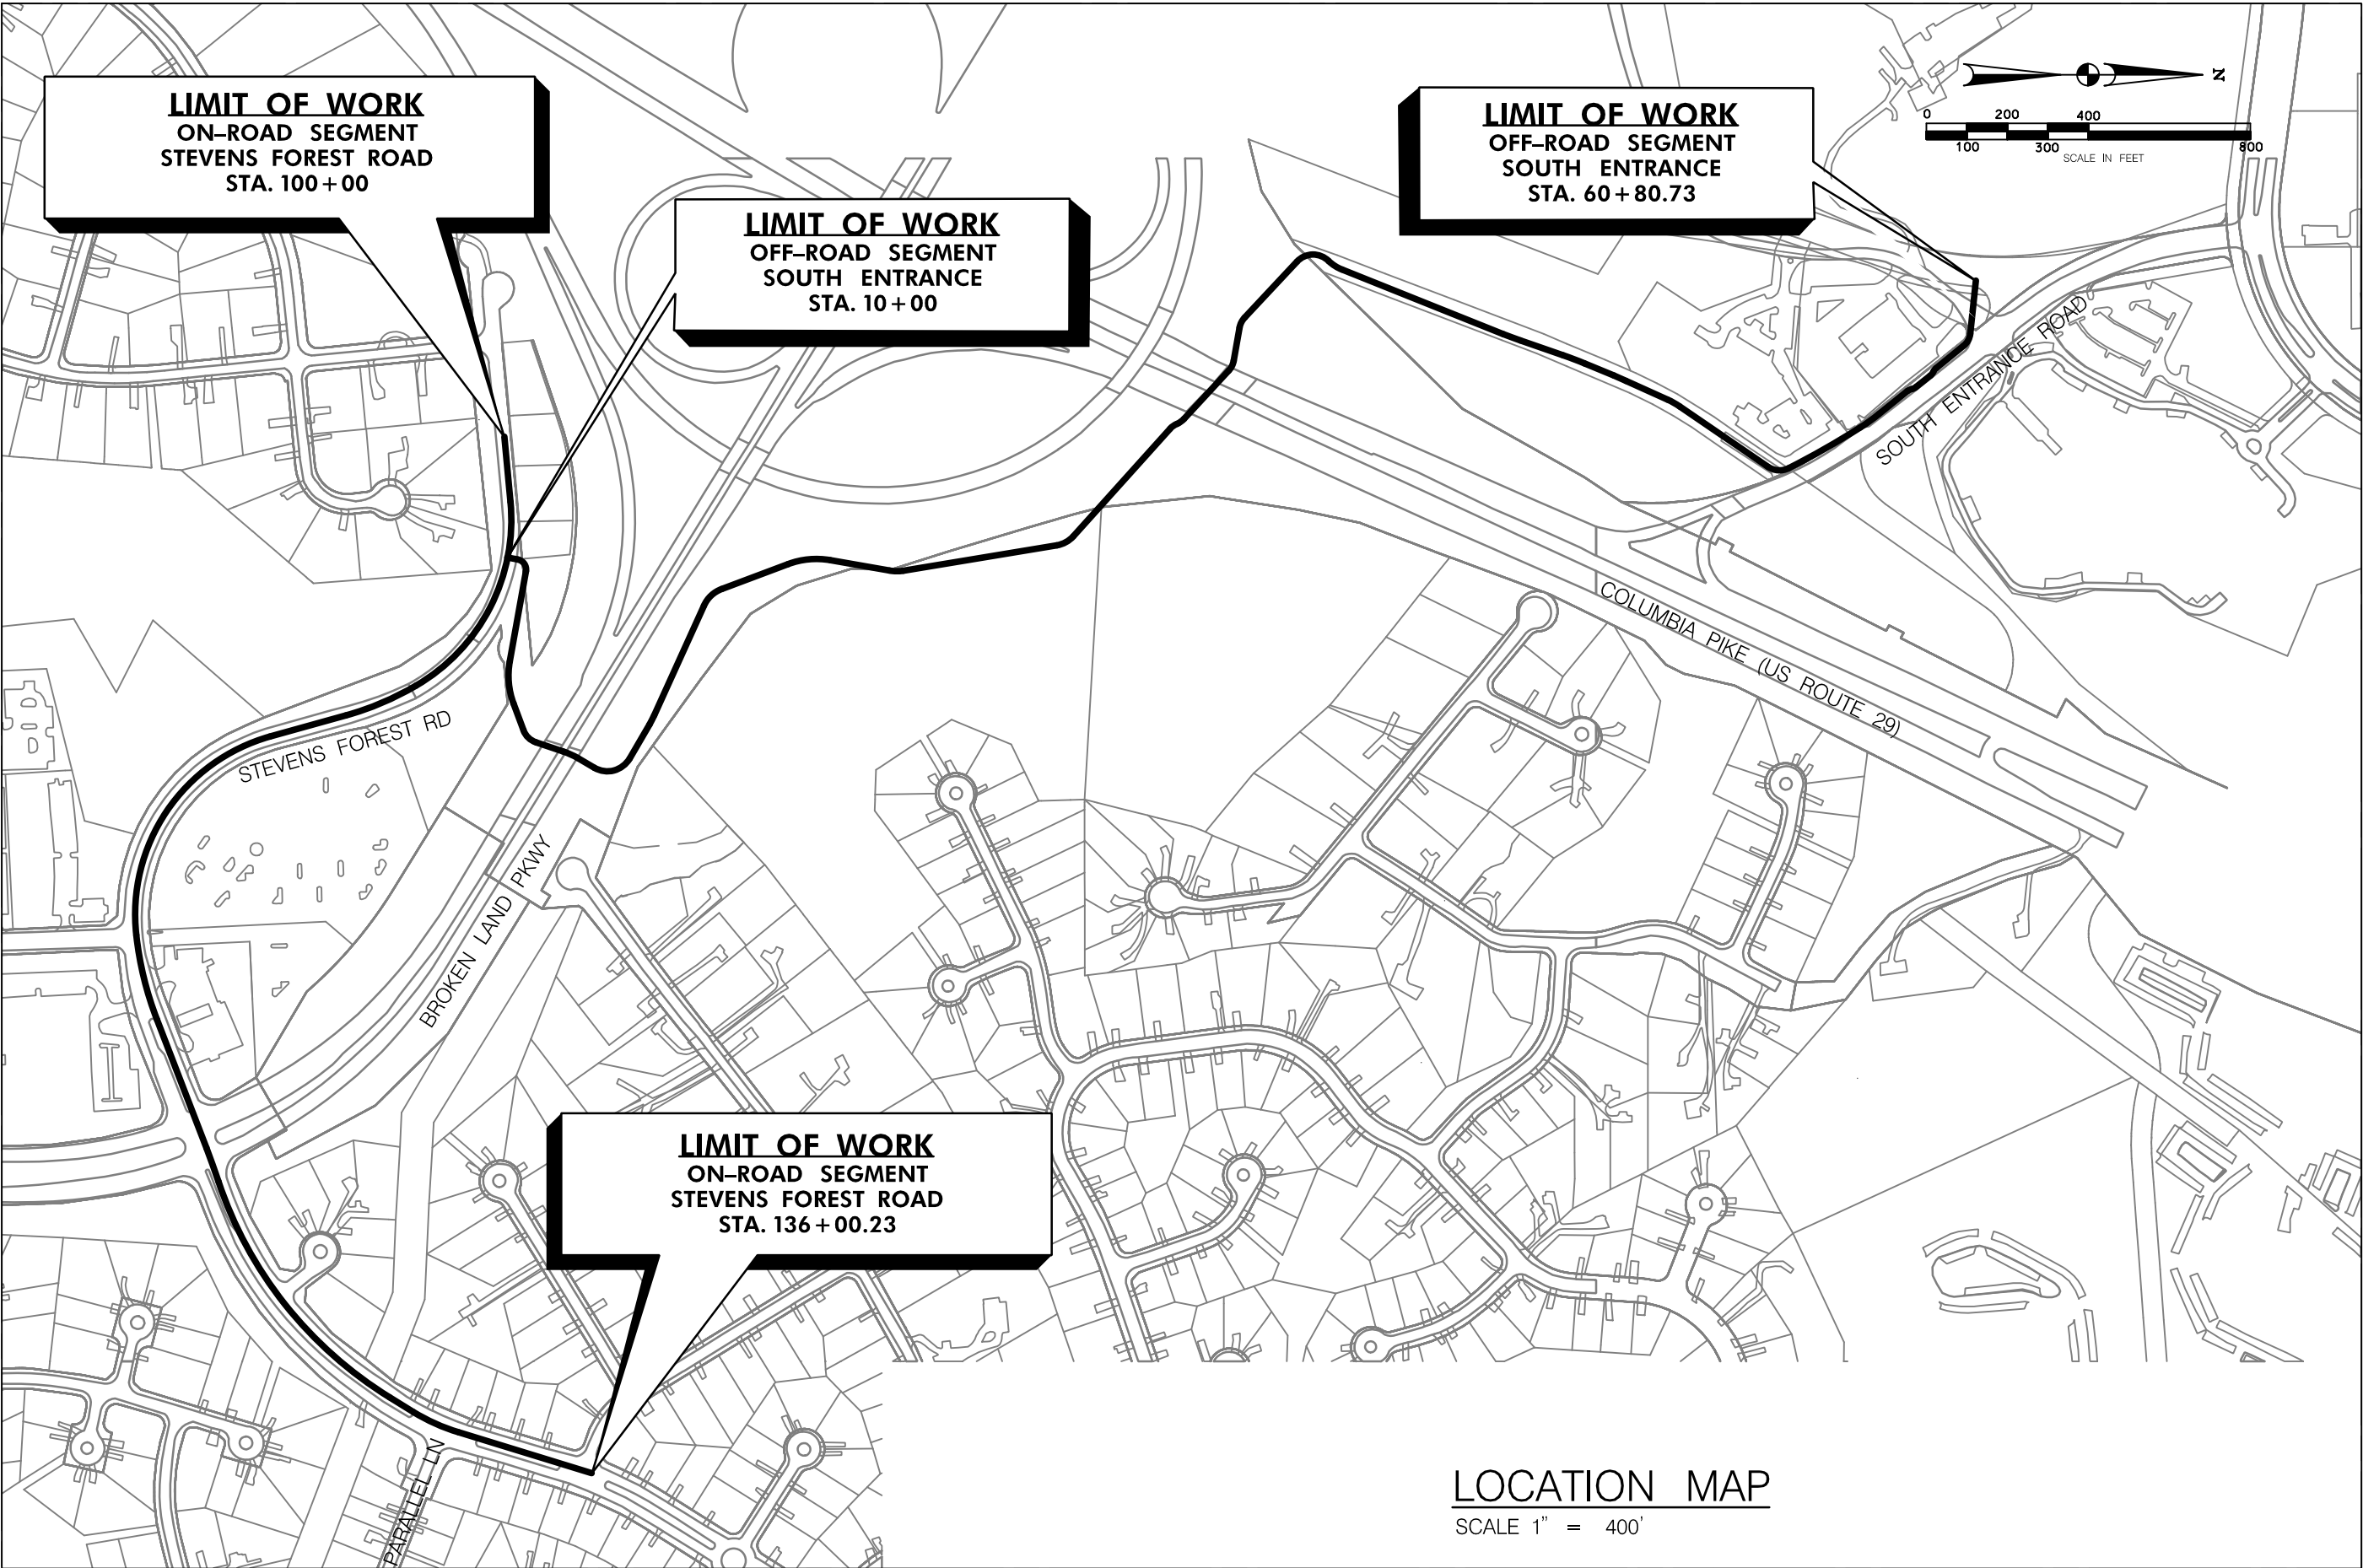 LIMIT OF WORK
ON–ROAD SEGMENT
STEVENS FOREST ROAD
STA. 100+00
LIMIT OF WORK
OFF–ROAD SEGMENT
SOUTH ENTRANCE
STA. 10+00
LIMIT OF WORK
OFF–ROAD SEGMENT
SOUTH ENTRANCE
STA. 60+80.73
N
0 200 400
100 300 800
SCALE IN FEET
SOUTH ENTRANCE ROAD
COLUMBIA PIKE (US ROUTE 29)
STEVENS FOREST RD
BROKEN LAND PKWY
LIMIT OF WORK
ON–ROAD SEGMENT
STEVENS FOREST ROAD
STA. 136+00.23
PARALLEL LN
LOCATION MAP
SCALE 1" = 400'